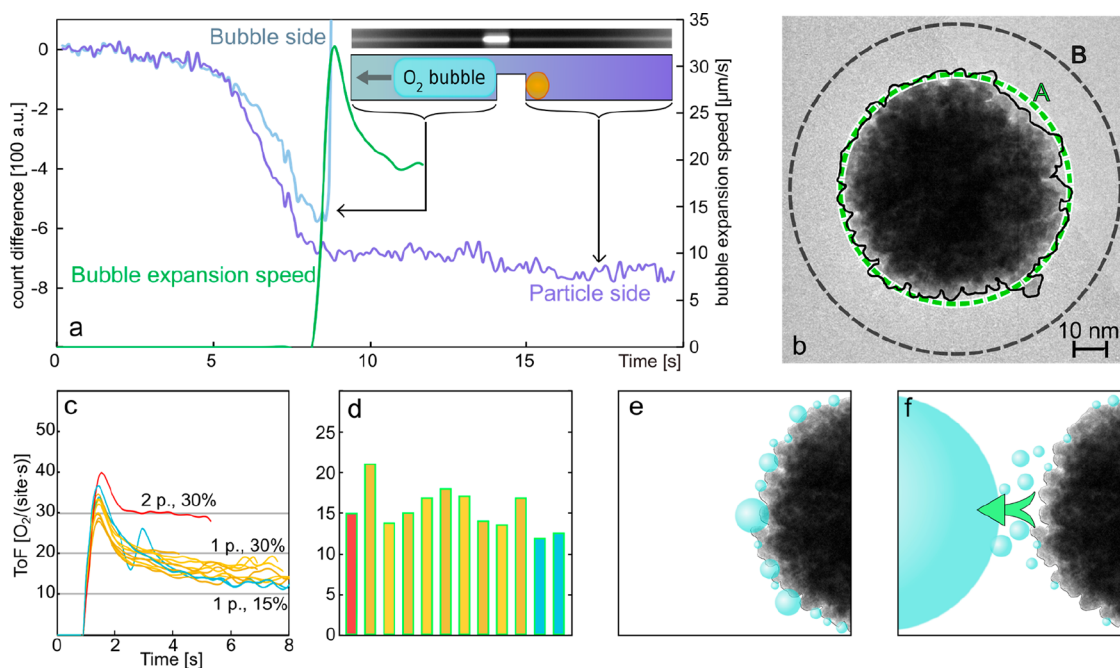 Bubble side
O2 bubble
Bubble expansion speed
Particle side
a
count difference [100 a.u.]
0
-2
-4
-6
-8
0
5
10
15
Time [s]
35
30
25
20
15
10
5
0
bubble expansion speed [µm/s]
B
A
b
10 nm
c
ToF [O2/(site·s)]
50
40
30
20
10
0
2 p., 30%
1 p., 30%
1 p., 15%
0
2
4
6
8
Time [s]
d
25
20
15
10
5
0
e
f